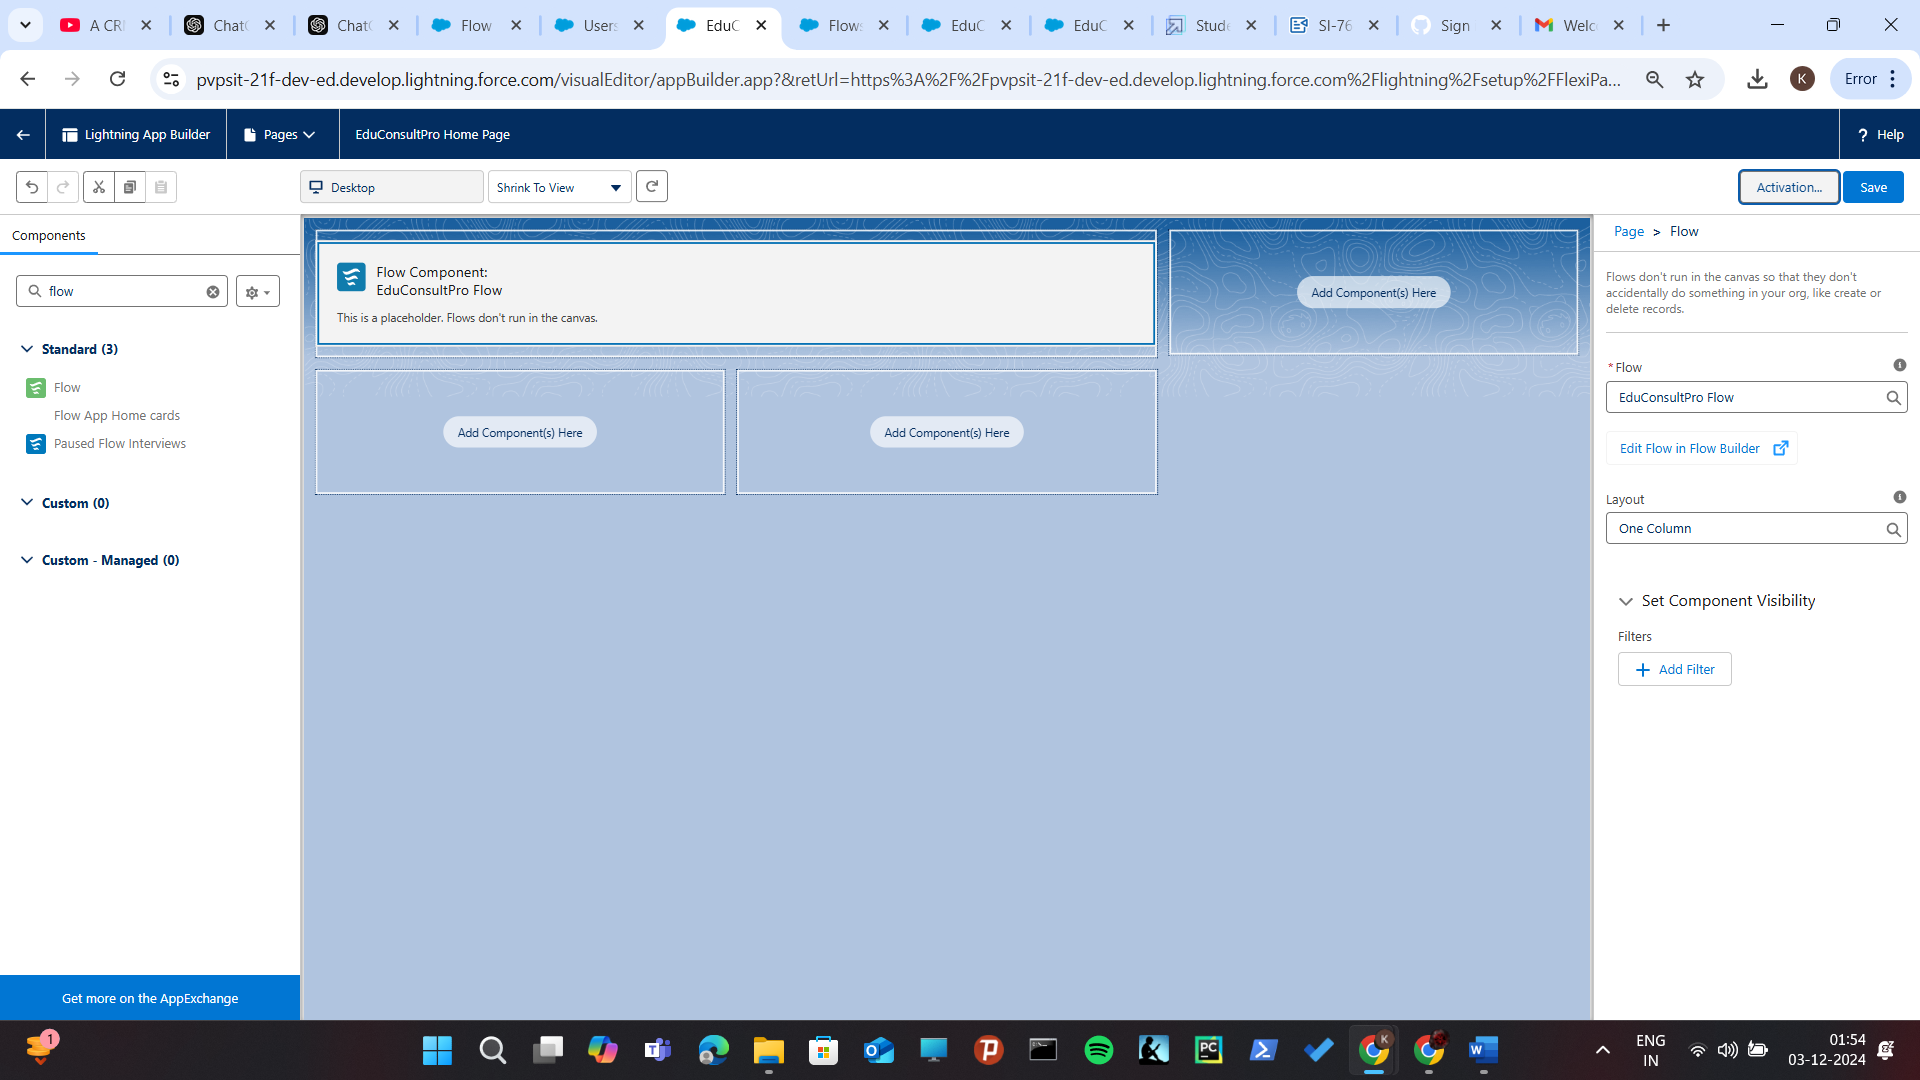 A CR
Chat
Chat
Flow
Users
EduC
Flows
EduC
EduC
Stude
SI-76
Sign
Welc
pvpsit-21f-dev-ed.develop.lightning.force.com/visualEditor/appBuilder.app?&retUrl=https%3A%2F%2Fpvpsit-21f-dev-ed.develop.lightning.force.com%2Flightning%2Fsetup%2FFlexiPa...
K
Error
Lightning App Builder
Pages
EduConsultPro Home Page
? Help
Desktop
Shrink To View
Activation...
Save
Components
flow
Standard (3)
Flow
Flow App Home cards
Paused Flow Interviews
Custom (0)
Custom - Managed (0)
Get more on the AppExchange
Flow Component:
EduConsultPro Flow
This is a placeholder. Flows don't run in the canvas.
Add Component(s) Here
Add Component(s) Here
Add Component(s) Here
Page > Flow
Flows don't run in the canvas so that they don't
accidentally do something in your org, like create or
delete records.
* Flow
EduConsultPro Flow
Edit Flow in Flow Builder
Layout
One Column
Set Component Visibility
Filters
Add Filter
1
ENG
IN
01:54
03-12-2024